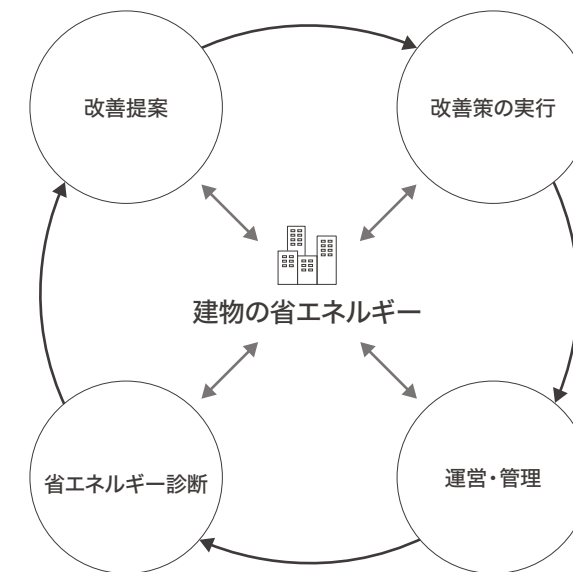 改善提案
改善策の実行
建物の省エネルギー
省エネルギー診断
運営・管理